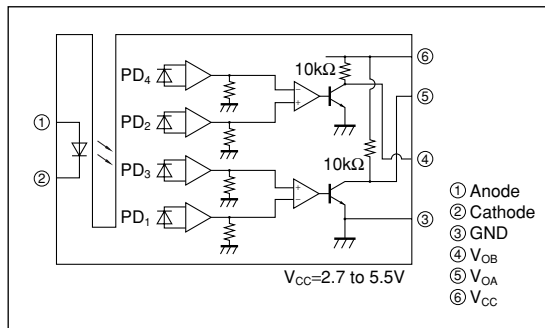 10kΩ
⑥
PD₄
⑤
①
PD₂
10kΩ
④
②
PD₃
① Anode
② Cathode
PD₁
③
③ GND
④ VOB
VCC=2.7 to 5.5V
⑤ VOA
⑥ VCC